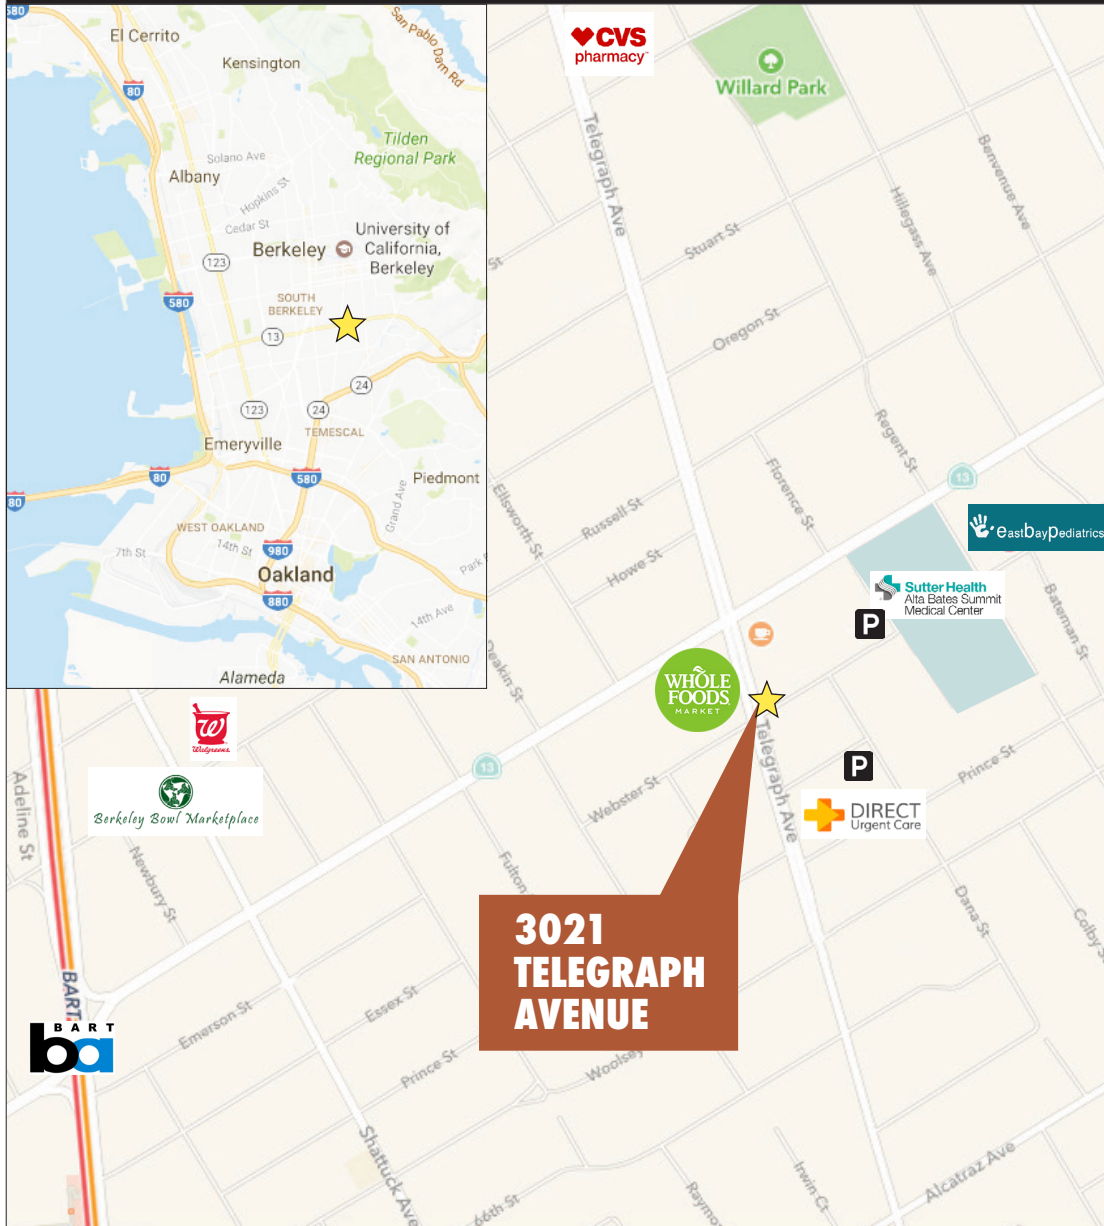 580
El Cerrito
San Pablo Dam Rd
Kensington
80
Tilden
Regional Park
Solano Ave
Albany
Hopkins St
Cedar St
University of
California,
Berkeley
Berkeley
123
580
SOUTH
BERKELEY
13
24
123
24
TEMESCAL
Emeryville
80
580
Piedmont
80
Grand Ave
WEST OAKLAND
14th St
7th St
980
Park
Oakland
880
14th Ave
SAN ANTONIO
Alameda
CVS
pharmacy
Willard Park
Telegraph Ave
Benvenue Ave
Hillegass Ave
Stuart St
St
Oregon St
Regent St
Florence St
13
Ellsworth St
Russell St
Howe St
eastBayPediatrics
Sutter Health
Alta Bates Summit
Medical Center
P
Bateman St
Deakin St
WHOLE
FOODS
MARKET
Walgreens
Berkeley Bowl Marketplace
Adeline St
13
Telegraph Ave
P
Prince St
Webster St
DIRECT
Urgent Care
Newbury St
Fulton
Dana St
Colby S
3021
TELEGRAPH
AVENUE
BART
BART
ba
Emerson St
Essex St
Prince St
Woolsey
Shattuck Ave
66th St
Raymo
Irwin Ct
Alcatraz Ave